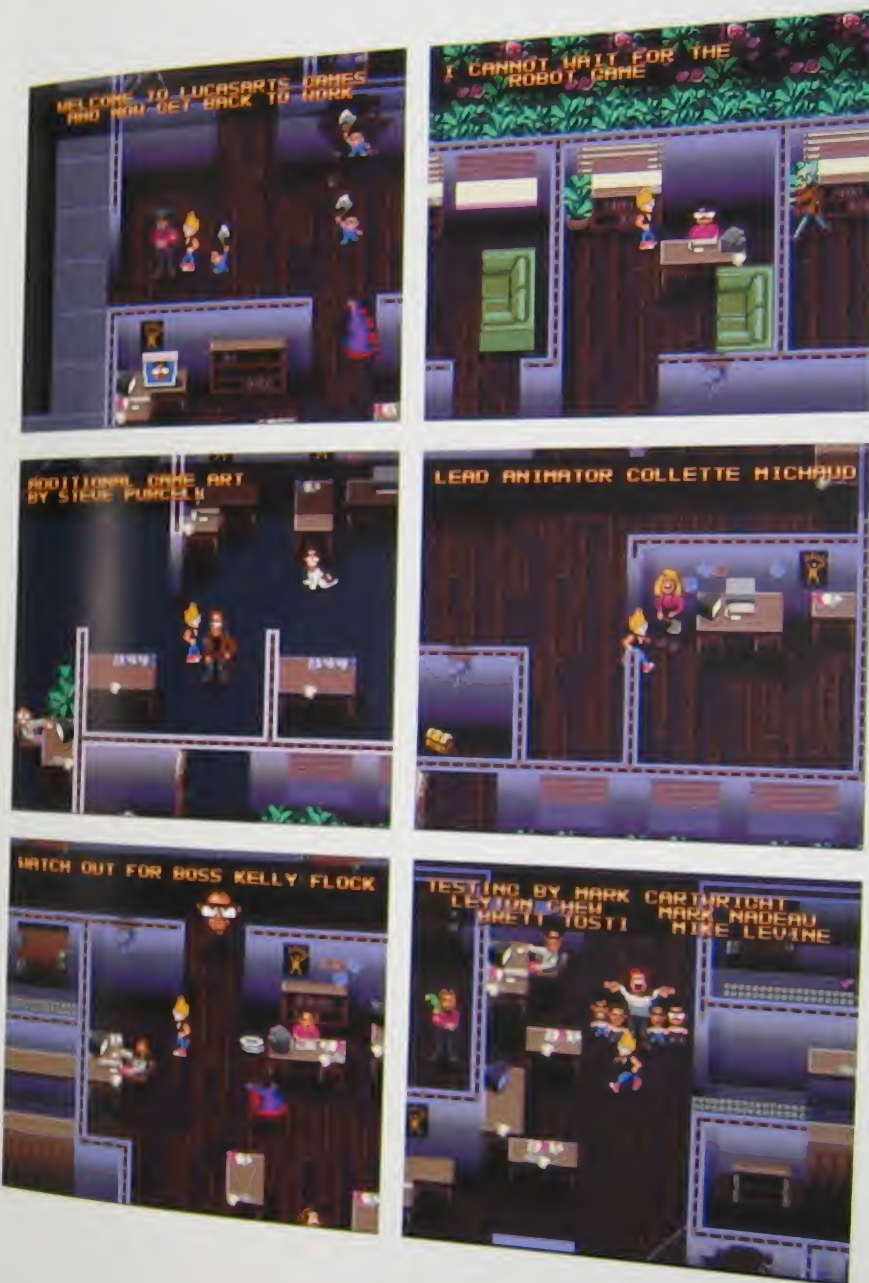 WELCOME TO LUCASARTS GAMES
AND NOW GET BACK TO WORK
I CANNOT WAIT FOR THE
ROBOT GAME
ADDITIONAL GAME ART
BY STEVE PURCELL
LEAD ANIMATOR COLLETTE MICHAUD
WATCH OUT FOR BOSS KELLY FLOCK
TESTING BY MARK CARTWRIGHT
CHEW MARK NADEAU
BRETT TOSTI MIKE LEVINE